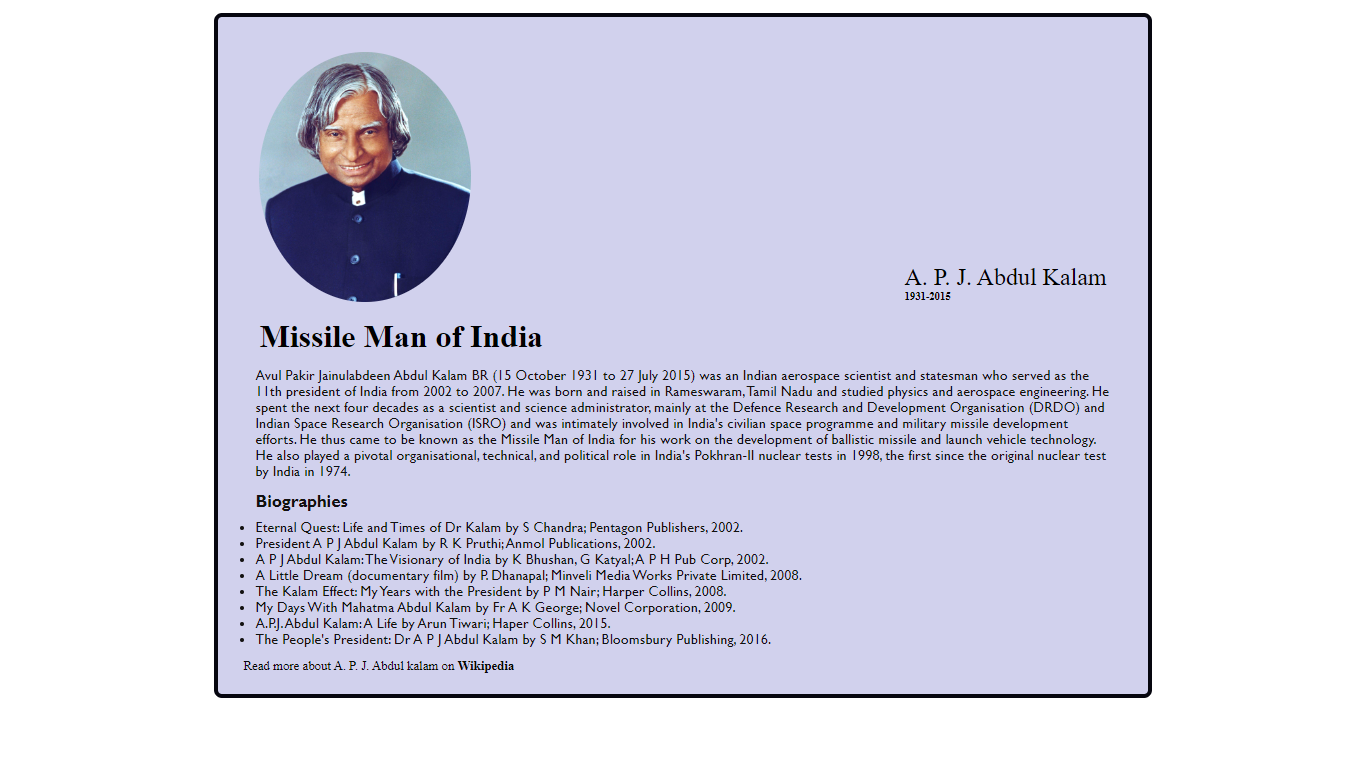 A. P. J. Abdul Kalam
1931-2015
Missile Man of India
Avul Pakir Jainulabdeen Abdul Kalam BR (15 October 1931 to 27 July 2015) was an Indian aerospace scientist and statesman who served as the
11th president of India from 2002 to 2007. He was born and raised in Rameswaram, Tamil Nadu and studied physics and aerospace engineering. He
spent the next four decades as a scientist and science administrator, mainly at the Defence Research and Development Organisation (DRDO) and
Indian Space Research Organisation (ISRO) and was intimately involved in India's civilian space programme and military missile development
efforts. He thus came to be known as the Missile Man of India for his work on the development of ballistic missile and launch vehicle technology.
He also played a pivotal organisational, technical, and political role in India's Pokhran-II nuclear tests in 1998, the first since the original nuclear test
by India in 1974.
Biographies
• Eternal Quest: Life and Times of Dr Kalam by S Chandra; Pentagon Publishers, 2002.
• President A P J Abdul Kalam by R K Pruthi; Anmol Publications, 2002.
• A P J Abdul Kalam: The Visionary of India by K Bhushan, G Katyal; A P H Pub Corp, 2002.
• A Little Dream (documentary film) by P. Dhanapal; Minveli Media Works Private Limited, 2008.
• The Kalam Effect: My Years with the President by P M Nair; Harper Collins, 2008.
• My Days With Mahatma Abdul Kalam by Fr A K George; Novel Corporation, 2009.
• A.P.J. Abdul Kalam: A Life by Arun Tiwari; Haper Collins, 2015.
• The People's President: Dr A P J Abdul Kalam by S M Khan; Bloomsbury Publishing, 2016.
Read more about A. P. J. Abdul kalam on Wikipedia